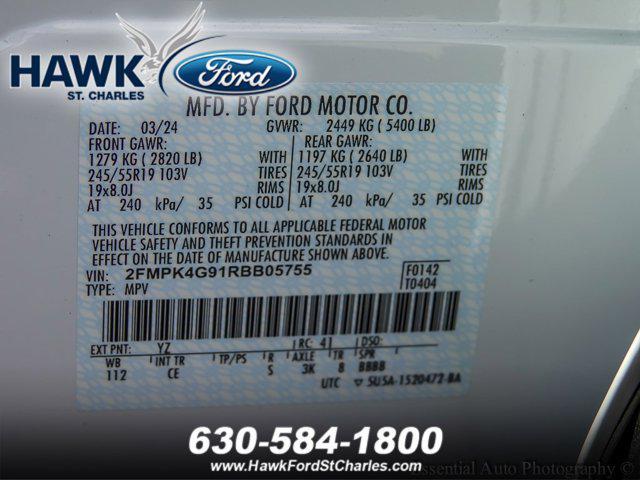 HAWK
ST. CHARLES
Ford
MFD. BY FORD MOTOR CO.
DATE: 03/24 GVWR: 2449 KG (5400 LB)
FRONT GAWR: REAR GAWR:
1279 KG (2820 LB) WITH 1197 KG (2640 LB) WITH
245/55R19 103V TIRES 245/55R19 103V TIRES
19x8.0J RIMS 19x8.0J RIMS
AT 240 kPa/ 35 PSI COLD AT 240 kPa/ 35 PSI COLD
THIS VEHICLE CONFORMS TO ALL APPLICABLE FEDERAL MOTOR
VEHICLE SAFETY AND THEFT PREVENTION STANDARDS IN
EFFECT ON THE DATE OF MANUFACTURE SHOWN ABOVE.
VIN: 2FMPK4G91RBB05755 F0142
TYPE: MPV T0404
EXT PNT: YZ RC: 41 DSO:
WB INT TR TP/PS R AXLE TR SPR
112 CE S 3K 8 BBBB
UTC ▽ SU5A-1520472-BA
630-584-1800
www.HawkFordStCharles.com
Essential Auto Photography ©